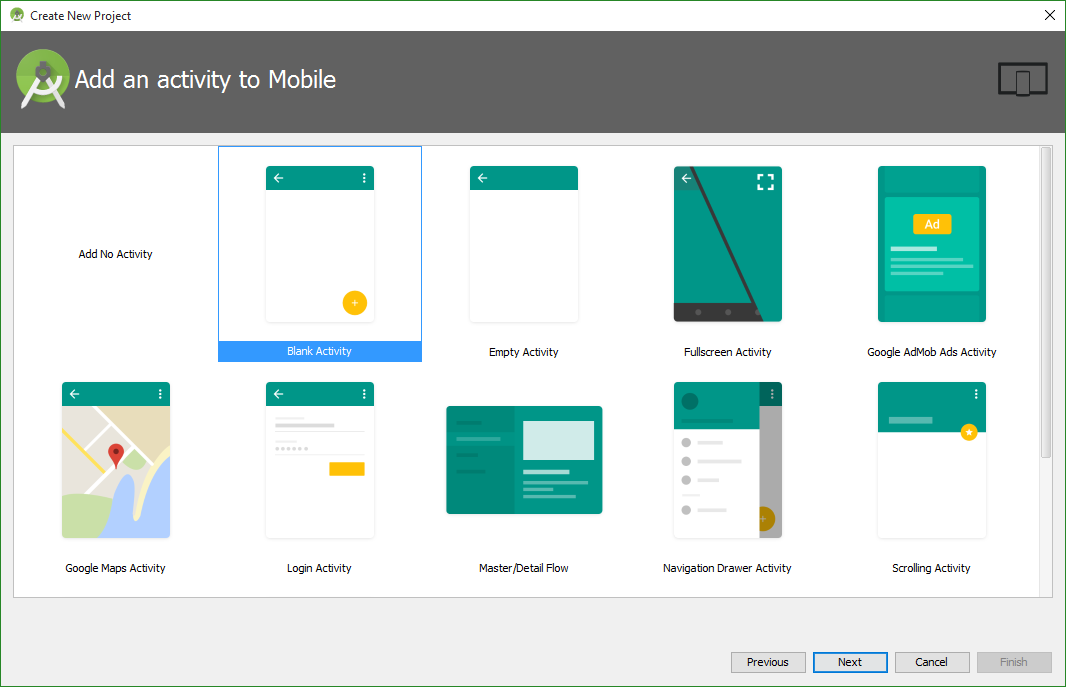 Create New Project
Add an activity to Mobile
Add No Activity
Blank Activity
Empty Activity
Fullscreen Activity
Ad
Google AdMob Ads Activity
Google Maps Activity
Login Activity
Master/Detail Flow
Navigation Drawer Activity
Scrolling Activity
Previous
Next
Cancel
Finish